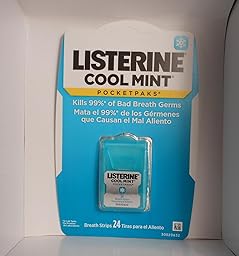 LISTERINE
COOL MINT®
POCKETPAKS®
Kills 99%* of Bad Breath Germs
Mata el 99%* de los Gérmenes
que Causan el Mal Aliento
LISTERINE
COOL MINT
Breath Strips 24 Tiras para el Aliento